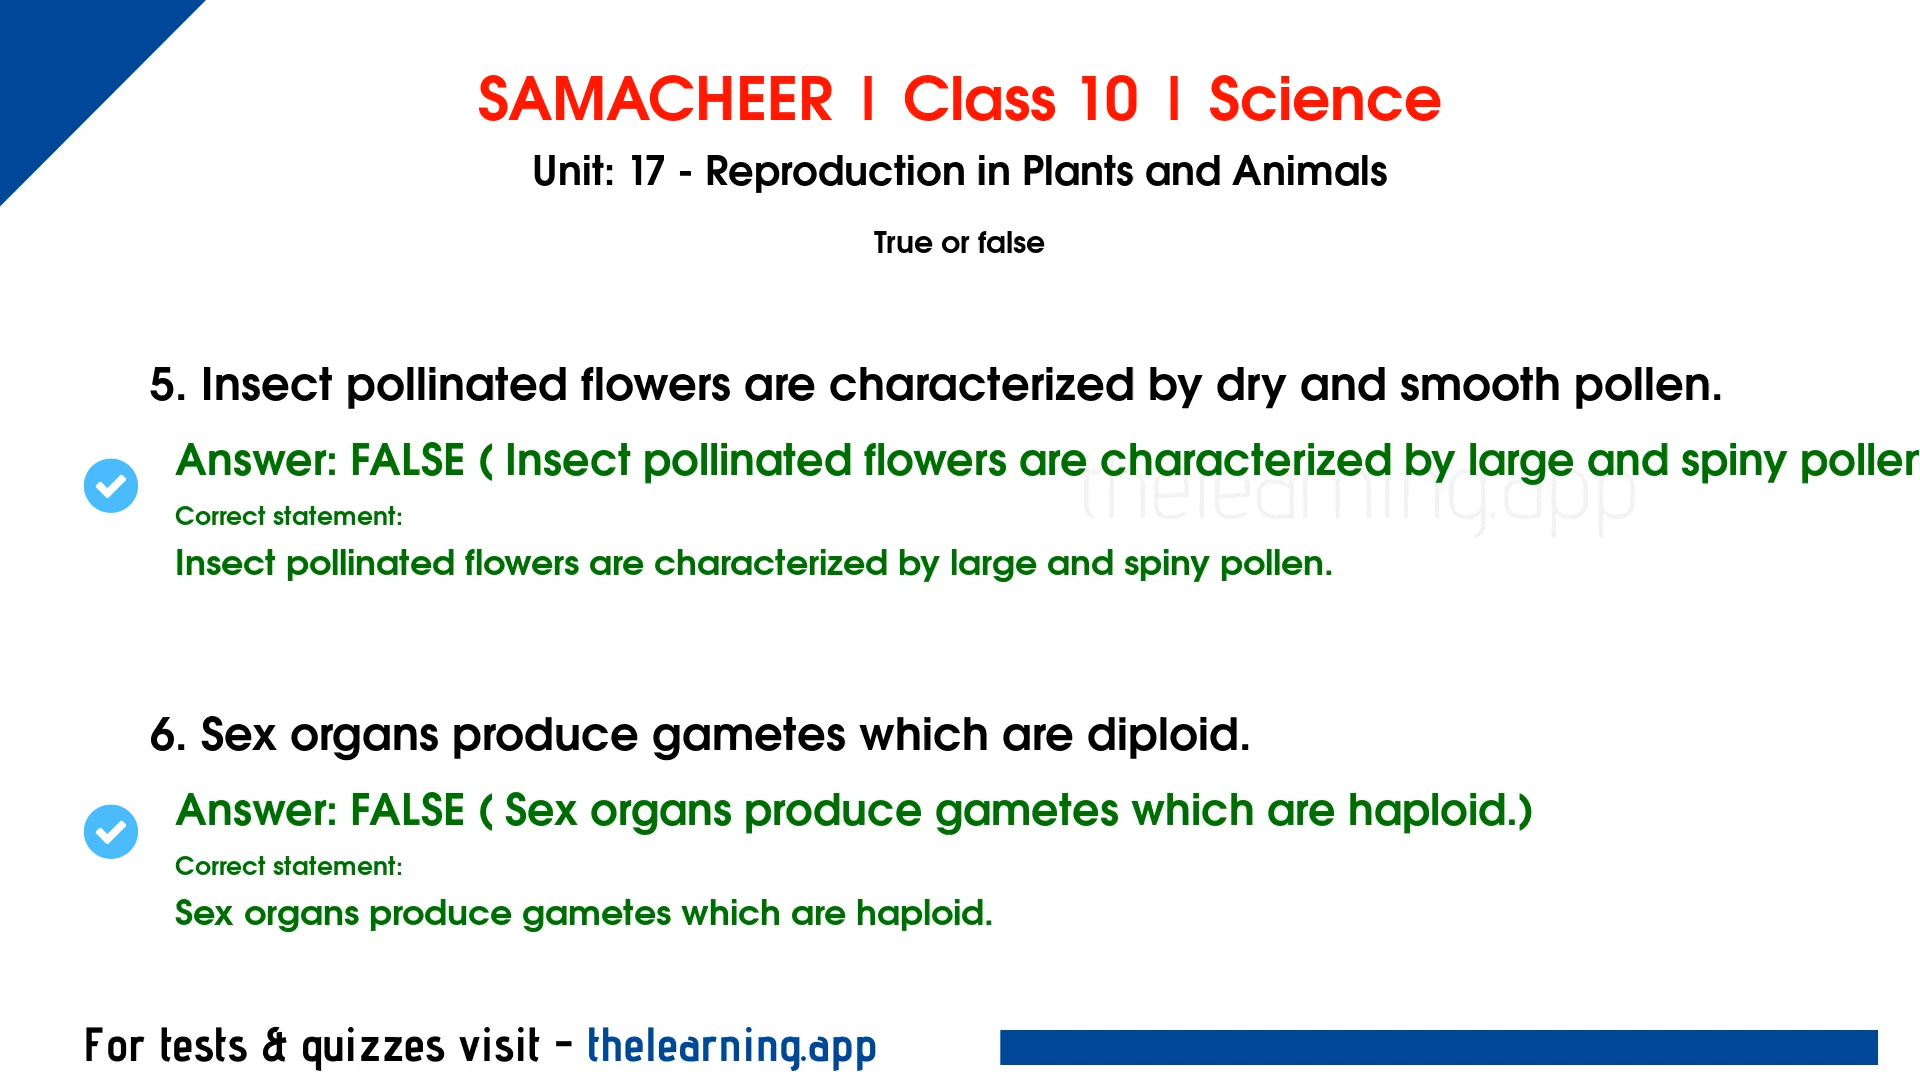 SAMACHEER | Class 10 | Science
Unit: 17 - Reproduction in Plants and Animals
True or false
5. Insect pollinated flowers are characterized by dry and smooth pollen.
Answer: FALSE ( Insect pollinated flowers are characterized by large and spiny
thelearning.app
Correct statement:
Insect pollinated flowers are characterized by large and spiny pollen.
6. Sex organs produce gametes which are diploid.
Answer: FALSE ( Sex organs produce gametes which are haploid.)
Correct statement:
Sex organs produce gametes which are haploid.
For tests & quizzes visit - thelearning.app